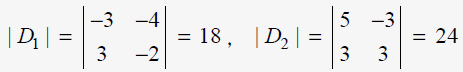 |D₁| = |−3 −4; 3 −2| = 18 , |D₂| = |5 −3; 3 3| = 24